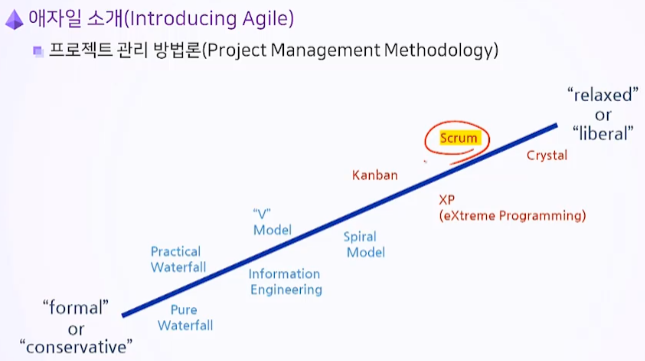 애자일 소개(Introducing Agile)
프로젝트 관리 방법론(Project Management Methodology)
"relaxed"
or
"liberal"
Scrum
Crystal
Kanban
XP
(eXtreme Programming)
"V"
Model
Spiral
Model
Practical
Waterfall
Information
Engineering
"formal"
or
"conservative"
Pure
Waterfall